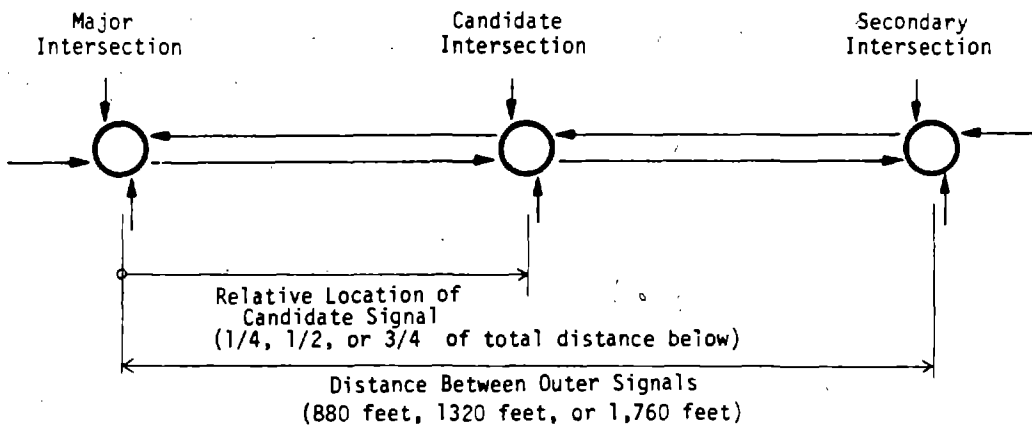 Major
Intersection
Candidate
Intersection
Secondary
Intersection
Relative Location of
Candidate Signal
(1/4, 1/2, or 3/4 of total distance below)
Distance Between Outer Signals
(880 feet, 1320 feet, or 1,760 feet)